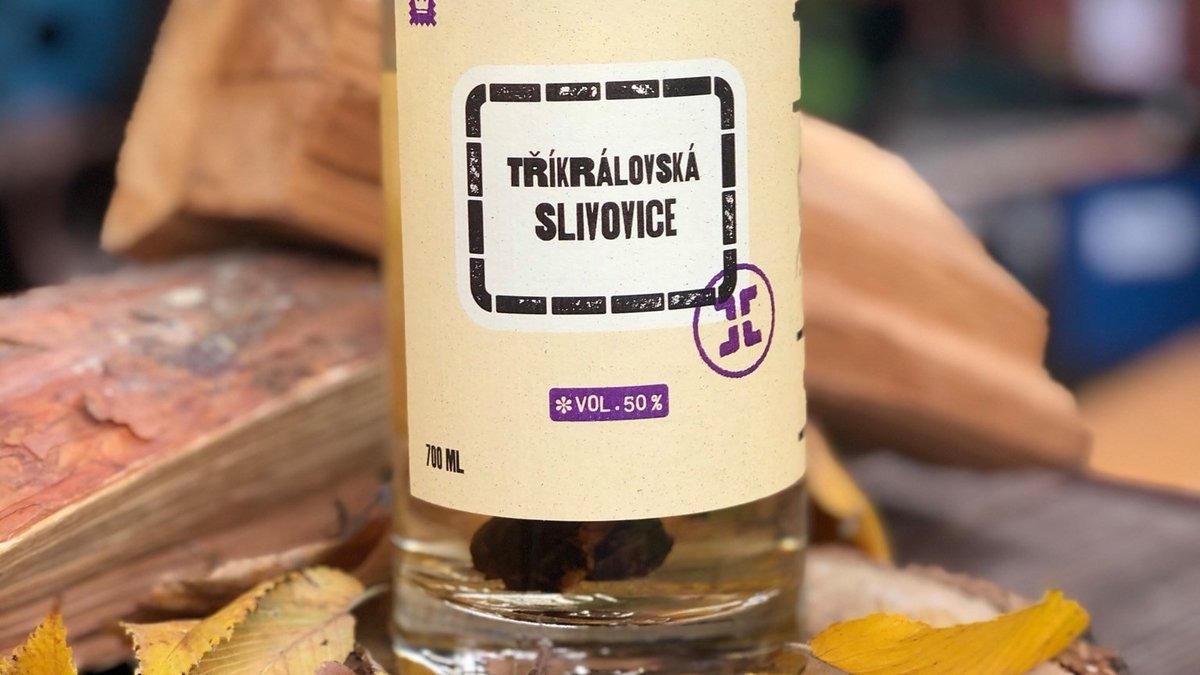 TŘÍKRÁLOVSKÁ
SLIVOVICE
*VOL.50%
700 ML